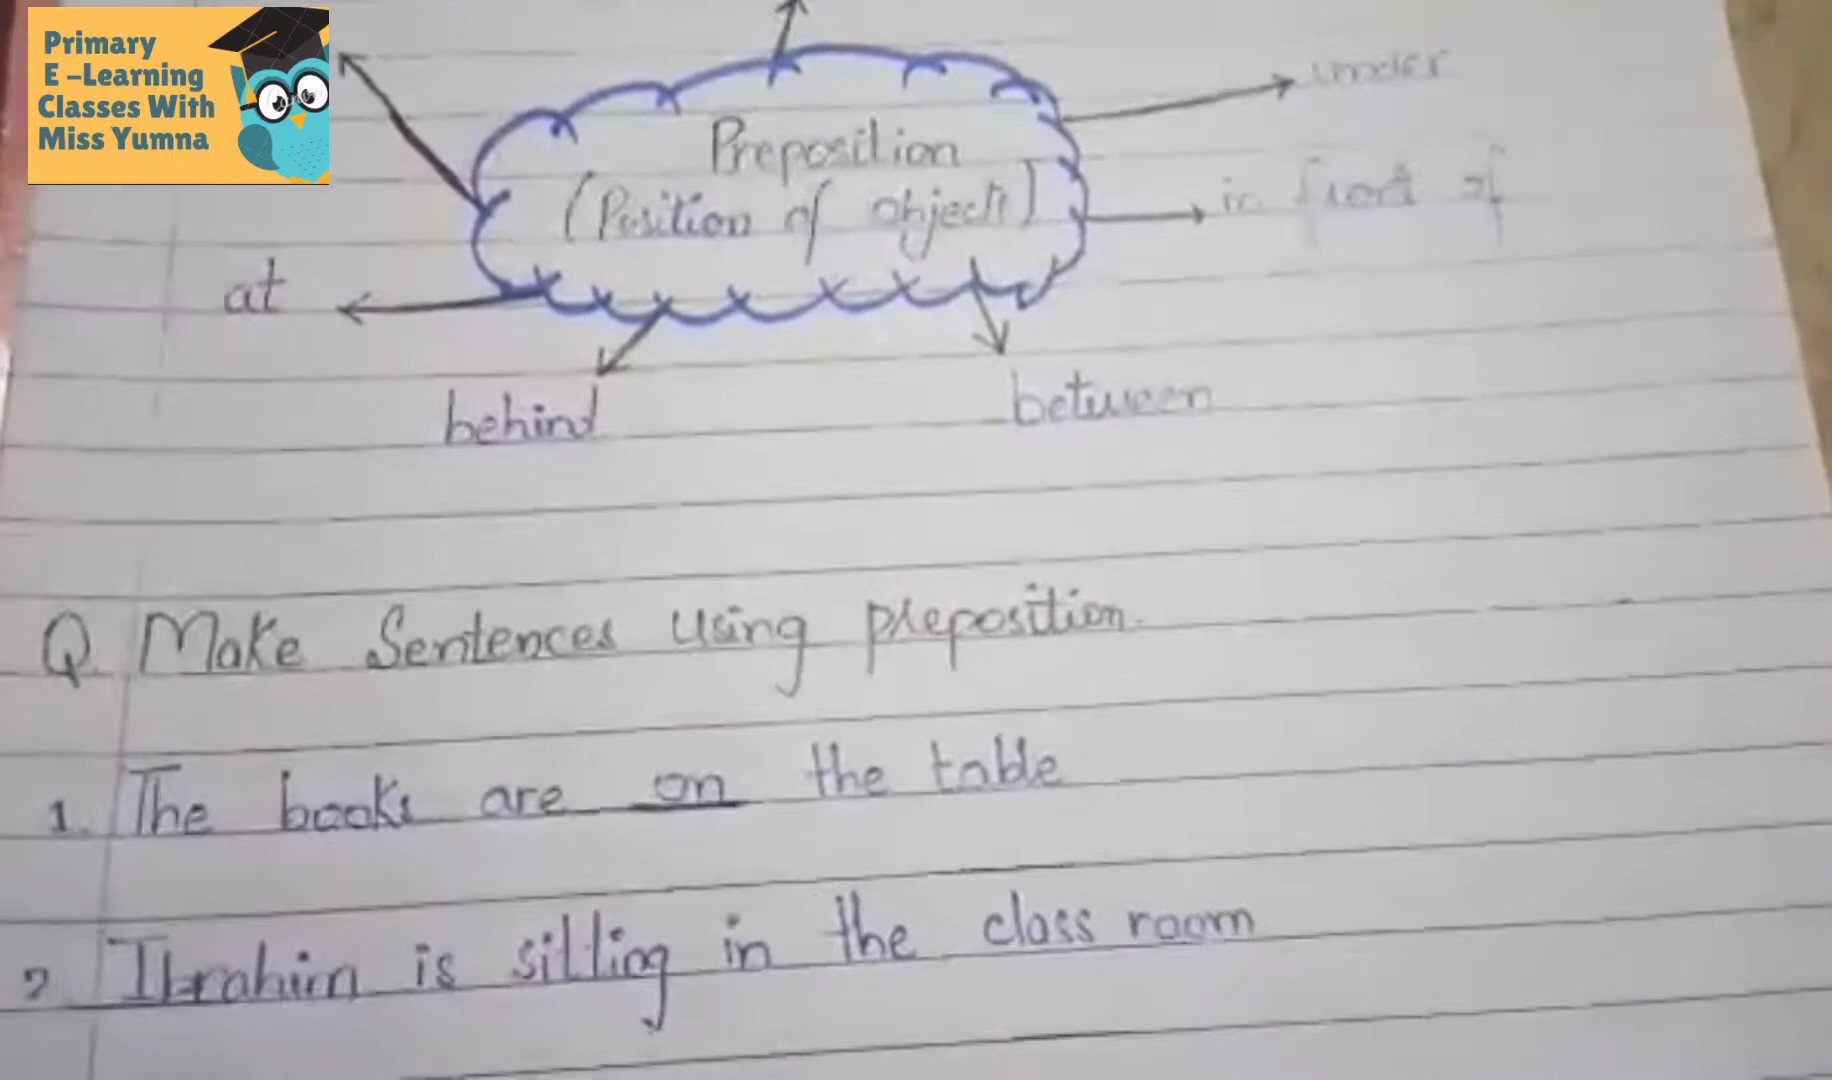 Primary
E-Learning
Classes With
Miss Yumna
under
Preposition
(Position of objects)
in front of
at
behind
between
Q. Make Sentences using preposition.
1. The books are on the table
2 Ibrahim is sitting in the class room